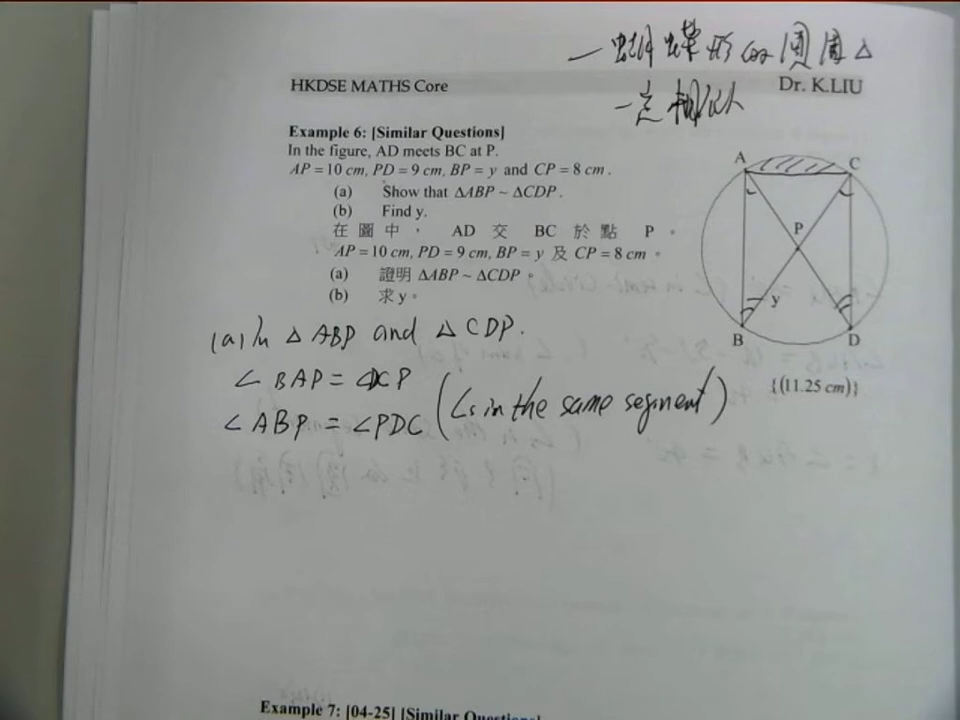 一蝴蝶形的圓周△
HKDSE MATHS Core
Dr. K.LIU
一定相似
Example 6: [Similar Questions]
In the figure, AD meets BC at P.
AP = 10 cm, PD = 9 cm, BP = y and CP = 8 cm .
(a) Show that ΔABP ~ ΔCDP .
(b) Find y.
在圖中， AD 交 BC 於點 P 。
AP = 10 cm, PD = 9 cm, BP = y 及 CP = 8 cm 。
(a) 證明 ΔABP ~ ΔCDP 。
(b) 求 y 。
A
C
P
y
B
D
{(11.25 cm)}
(a) In △ ABP and △ CDP.
∠ BAP = ∠DCP
∠ ABP = ∠PDC (∠s in the same segment)
Example 7: [04-25] [Similar Questions]